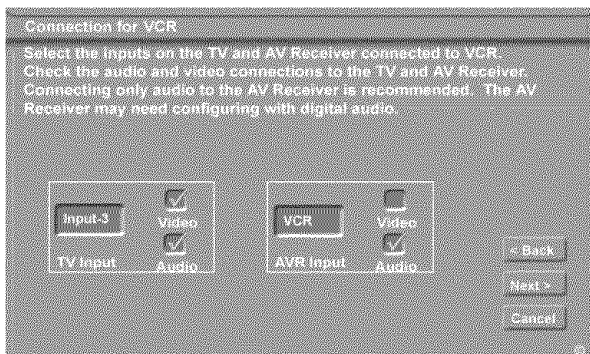 Connection for VCR
Select the inputs on the TV and AV Receiver connected to VCR.
Check the audio and video connections to the TV and AV Receiver.
Connecting only audio to the AV Receiver is recommended. The AV
Receiver may need configuring with digital audio.
Input-3
Video
TV Input
Audio
VCR
Video
AVR Input
Audio
< Back
Next >
Cancel
©